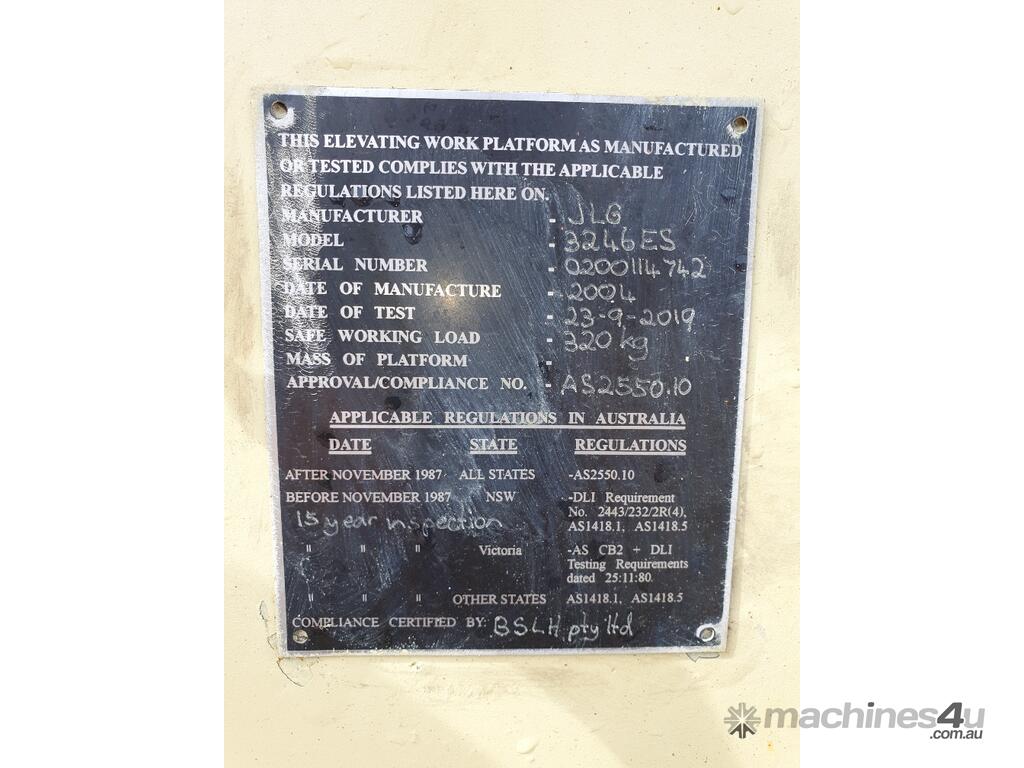 THIS ELEVATING WORK PLATFORM AS MANUFACTURED
OR TESTED COMPLIES WITH THE APPLICABLE
REGULATIONS LISTED HERE ON.
MANUFACTURER - JLG
MODEL - 3246ES
SERIAL NUMBER - 0200114742
DATE OF MANUFACTURE - 2004
DATE OF TEST - 23-9-2019
SAFE WORKING LOAD - 320 kg
MASS OF PLATFORM -
APPROVAL/COMPLIANCE NO. - AS2550.10
APPLICABLE REGULATIONS IN AUSTRALIA
DATE STATE REGULATIONS
AFTER NOVEMBER 1987 ALL STATES -AS2550.10
BEFORE NOVEMBER 1987 NSW -DLI Requirement
No. 2443/232/2R(4),
15 year inspection AS1418.1, AS1418.5
" " " Victoria -AS CB2 + DLI
Testing Requirements
dated 25:11:80
" " " OTHER STATES AS1418.1, AS1418.5
COMPLIANCE CERTIFIED BY: BSLH pty ltd
machines4u
.com.au